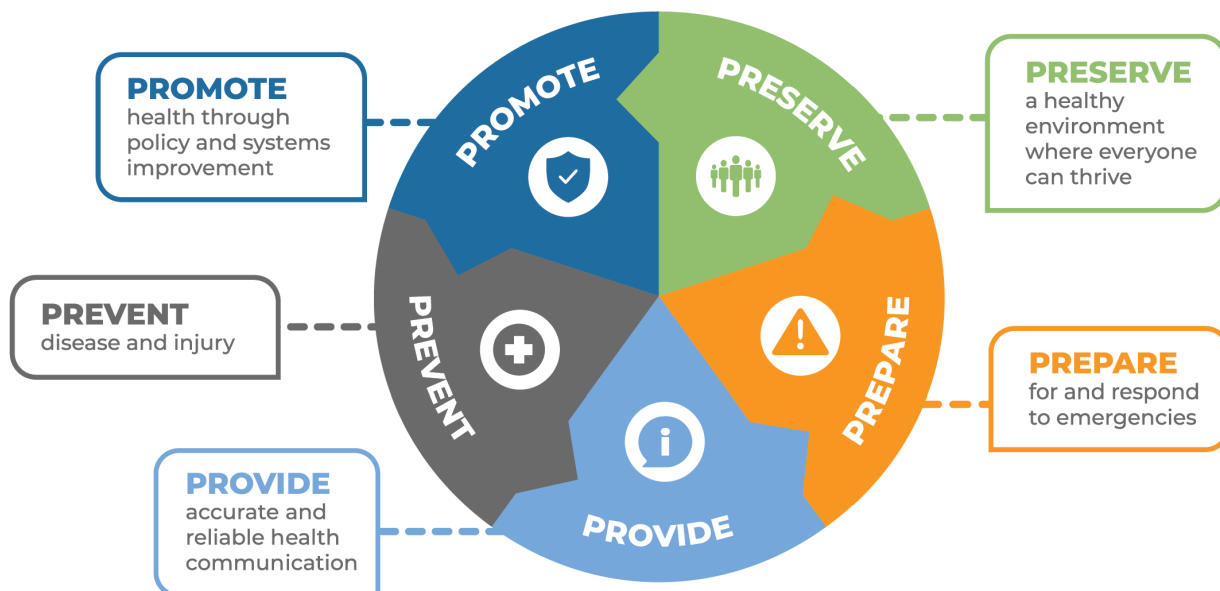 PROMOTE
health through
policy and systems
improvement
PREVENT
disease and injury
PROVIDE
accurate and
reliable health
communication
PROMOTE
PRESERVE
PREVENT
PREPARE
i
PROVIDE
PRESERVE
a healthy
environment
where everyone
can thrive
PREPARE
for and respond
to emergencies